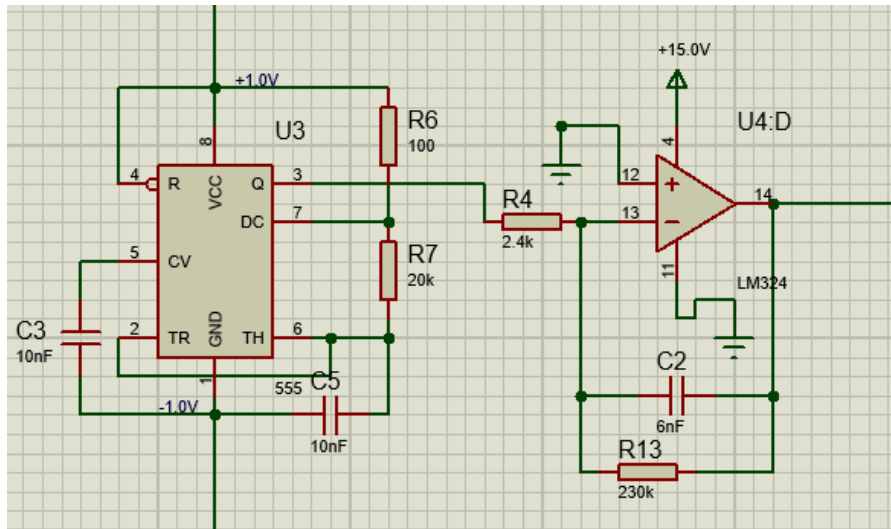 +15.0V
+1.0V
U3
R6
100
U4:D
8
4
4
R
VCC
Q
3
12
+
14
R4
DC
7
13
−
2.4k
R7
20k
5
CV
11
LM324
C3
10nF
2
TR
GND
TH
6
1
555
C5
10nF
-1.0V
C2
6nF
R13
230k